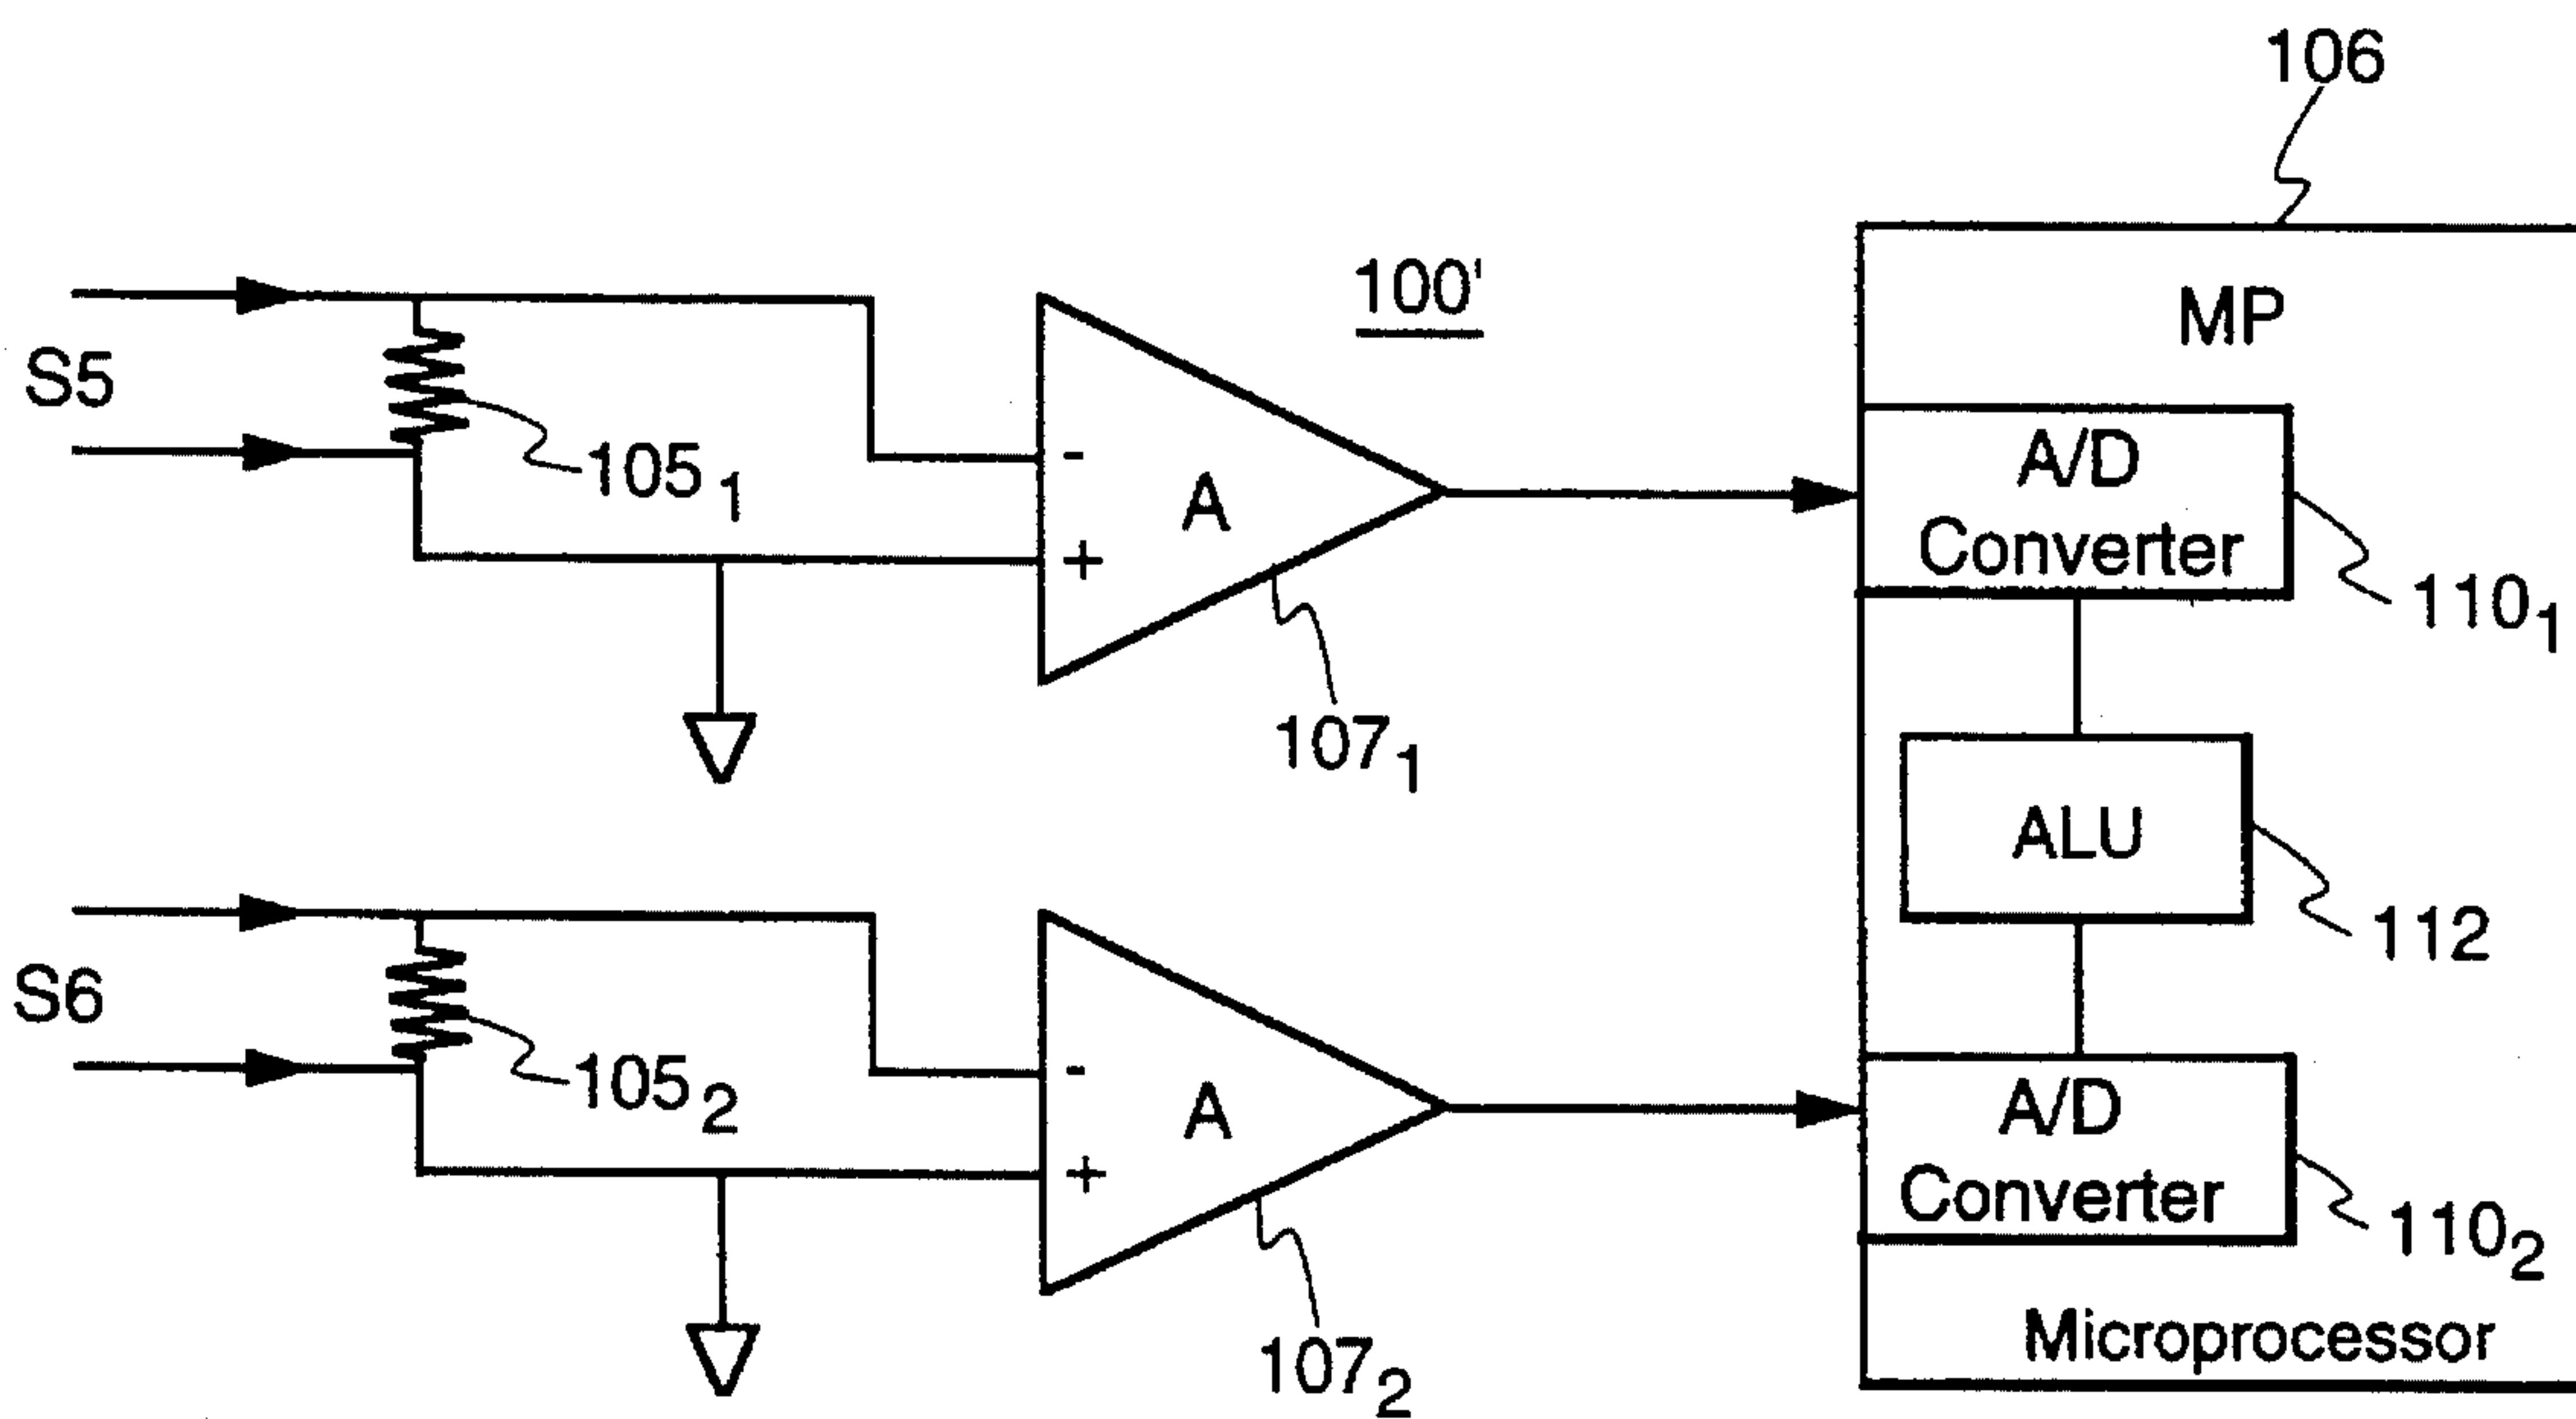 106
100'
MP
S5
A/D
Converter
105 1
-
A
+
110 1
107 1
ALU
112
S6
A/D
Converter
105 2
-
A
+
110 2
107 2
Microprocessor